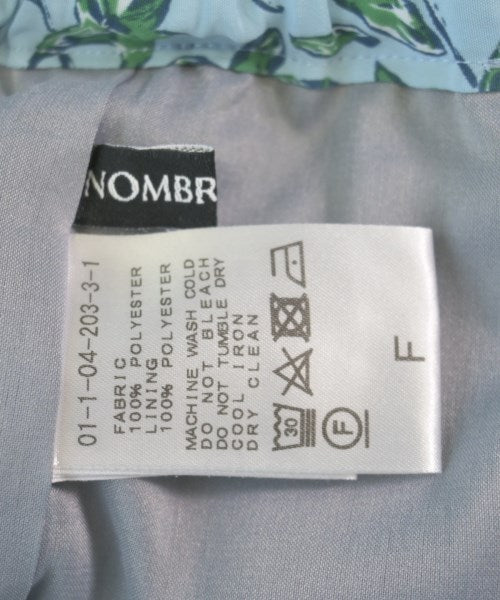 NOMBR
01-1-04-203-3-1
FABRIC
100% POLYESTER
LINING
100% POLYESTER
MACHINE WASH COLD
DO NOT BLEACH
DO NOT TUMBLE DRY
COOL IRON
DRY CLEAN
30
F
F